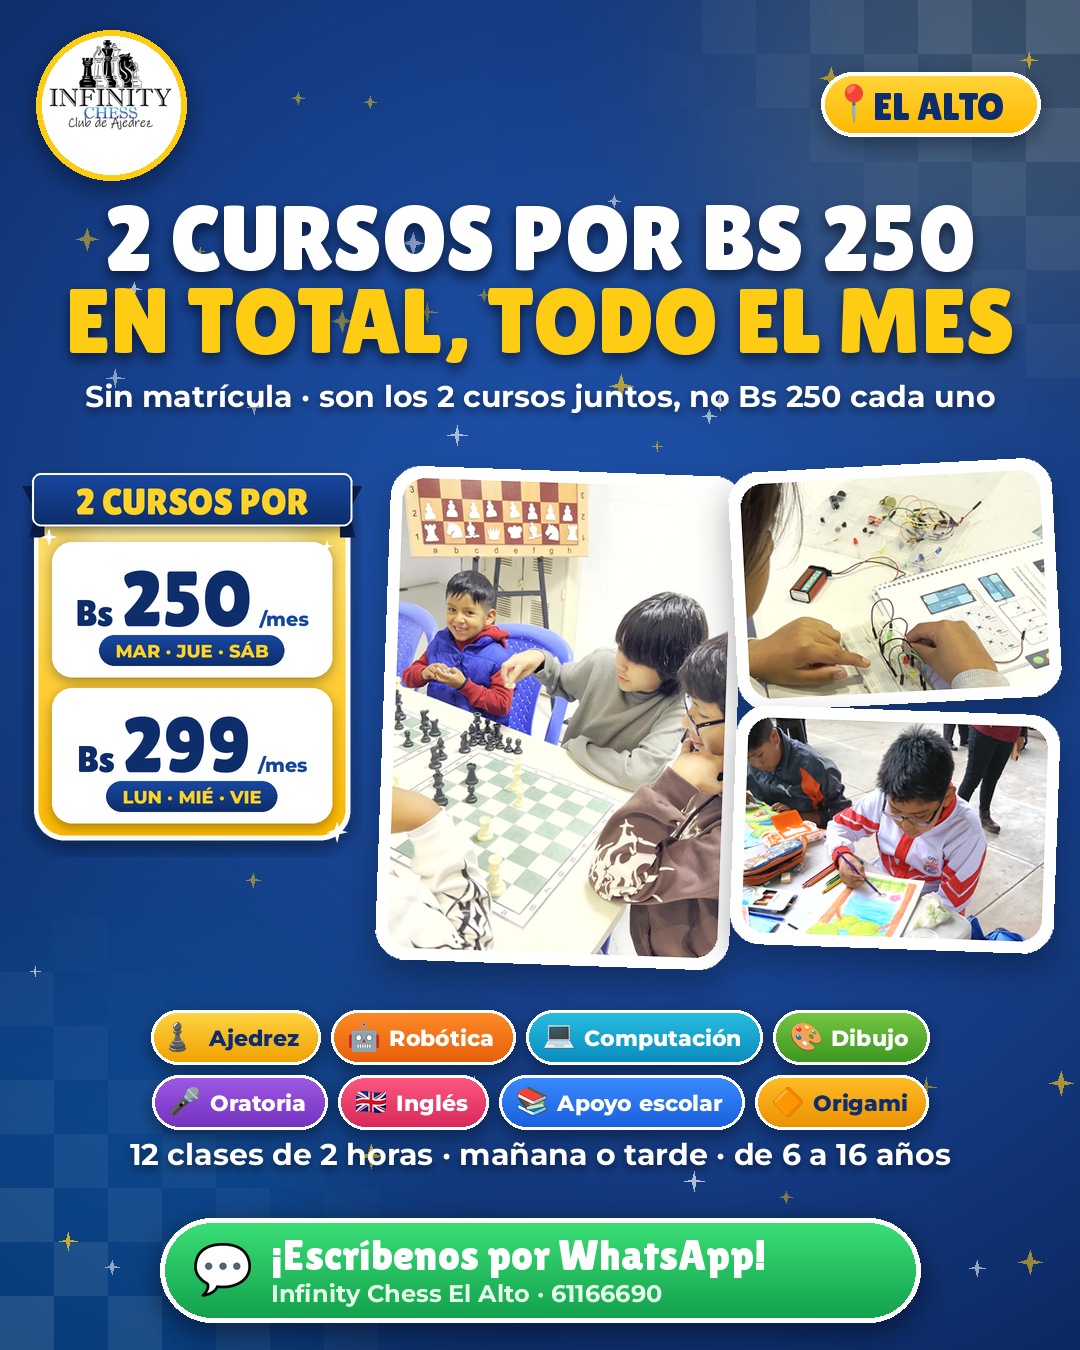 INFINITY
CHESS
Club de Ajedrez
EL ALTO
2 CURSOS POR BS 250
EN TOTAL, TODO EL MES
Sin matrícula · son los 2 cursos juntos, no Bs 250 cada uno
2 CURSOS POR
Bs 250 /mes
MAR · JUE · SÁB
Bs 299 /mes
LUN · MIÉ · VIE
3
2
1
a b c d e f g h
Ajedrez
Robótica
Computación
Dibujo
Oratoria
Inglés
Apoyo escolar
Origami
12 clases de 2 horas · mañana o tarde · de 6 a 16 años
¡Escríbenos por WhatsApp!
Infinity Chess El Alto · 61166690